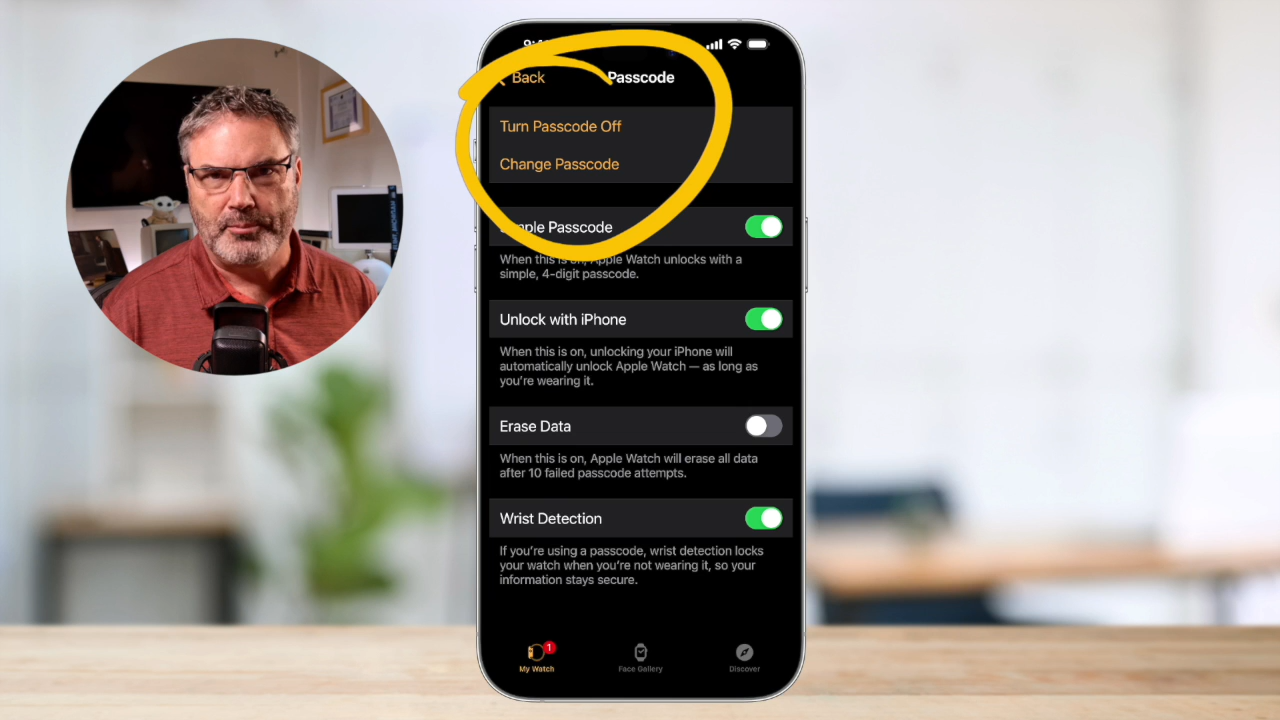 Back
Passcode
Turn Passcode Off
Change Passcode
Passcode
When this is on, Apple Watch unlocks with a
simple, 4-digit passcode.
Unlock with iPhone
When this is on, unlocking your iPhone will
automatically unlock Apple Watch — as long as
you're wearing it.
Erase Data
When this is on, Apple Watch will erase all data
after 10 failed passcode attempts.
Wrist Detection
If you're using a passcode, wrist detection locks
your watch when you're not wearing it, so your
information stays secure.
1
My Watch
Face Gallery
Discover